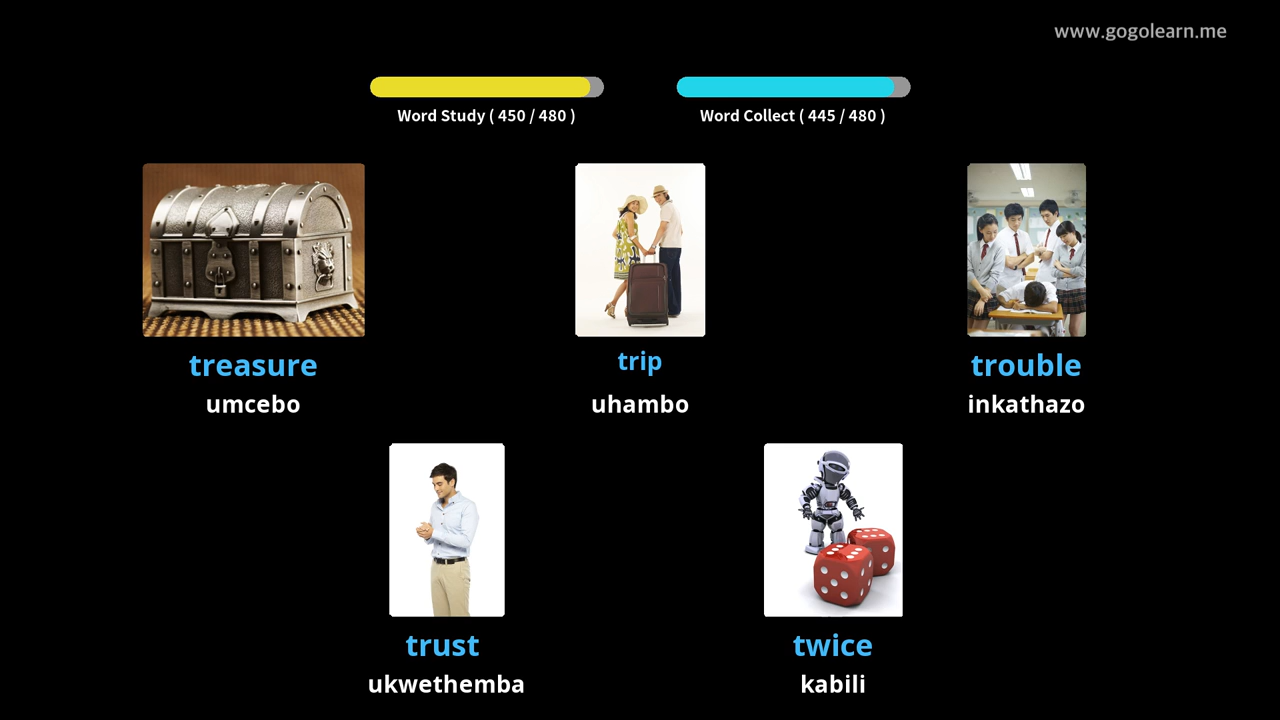 www.gogolearn.me
Word Study ( 450 / 480 )
Word Collect ( 445 / 480 )
treasure
umcebo
trip
uhambo
trouble
inkathazo
trust
ukwethemba
twice
kabili